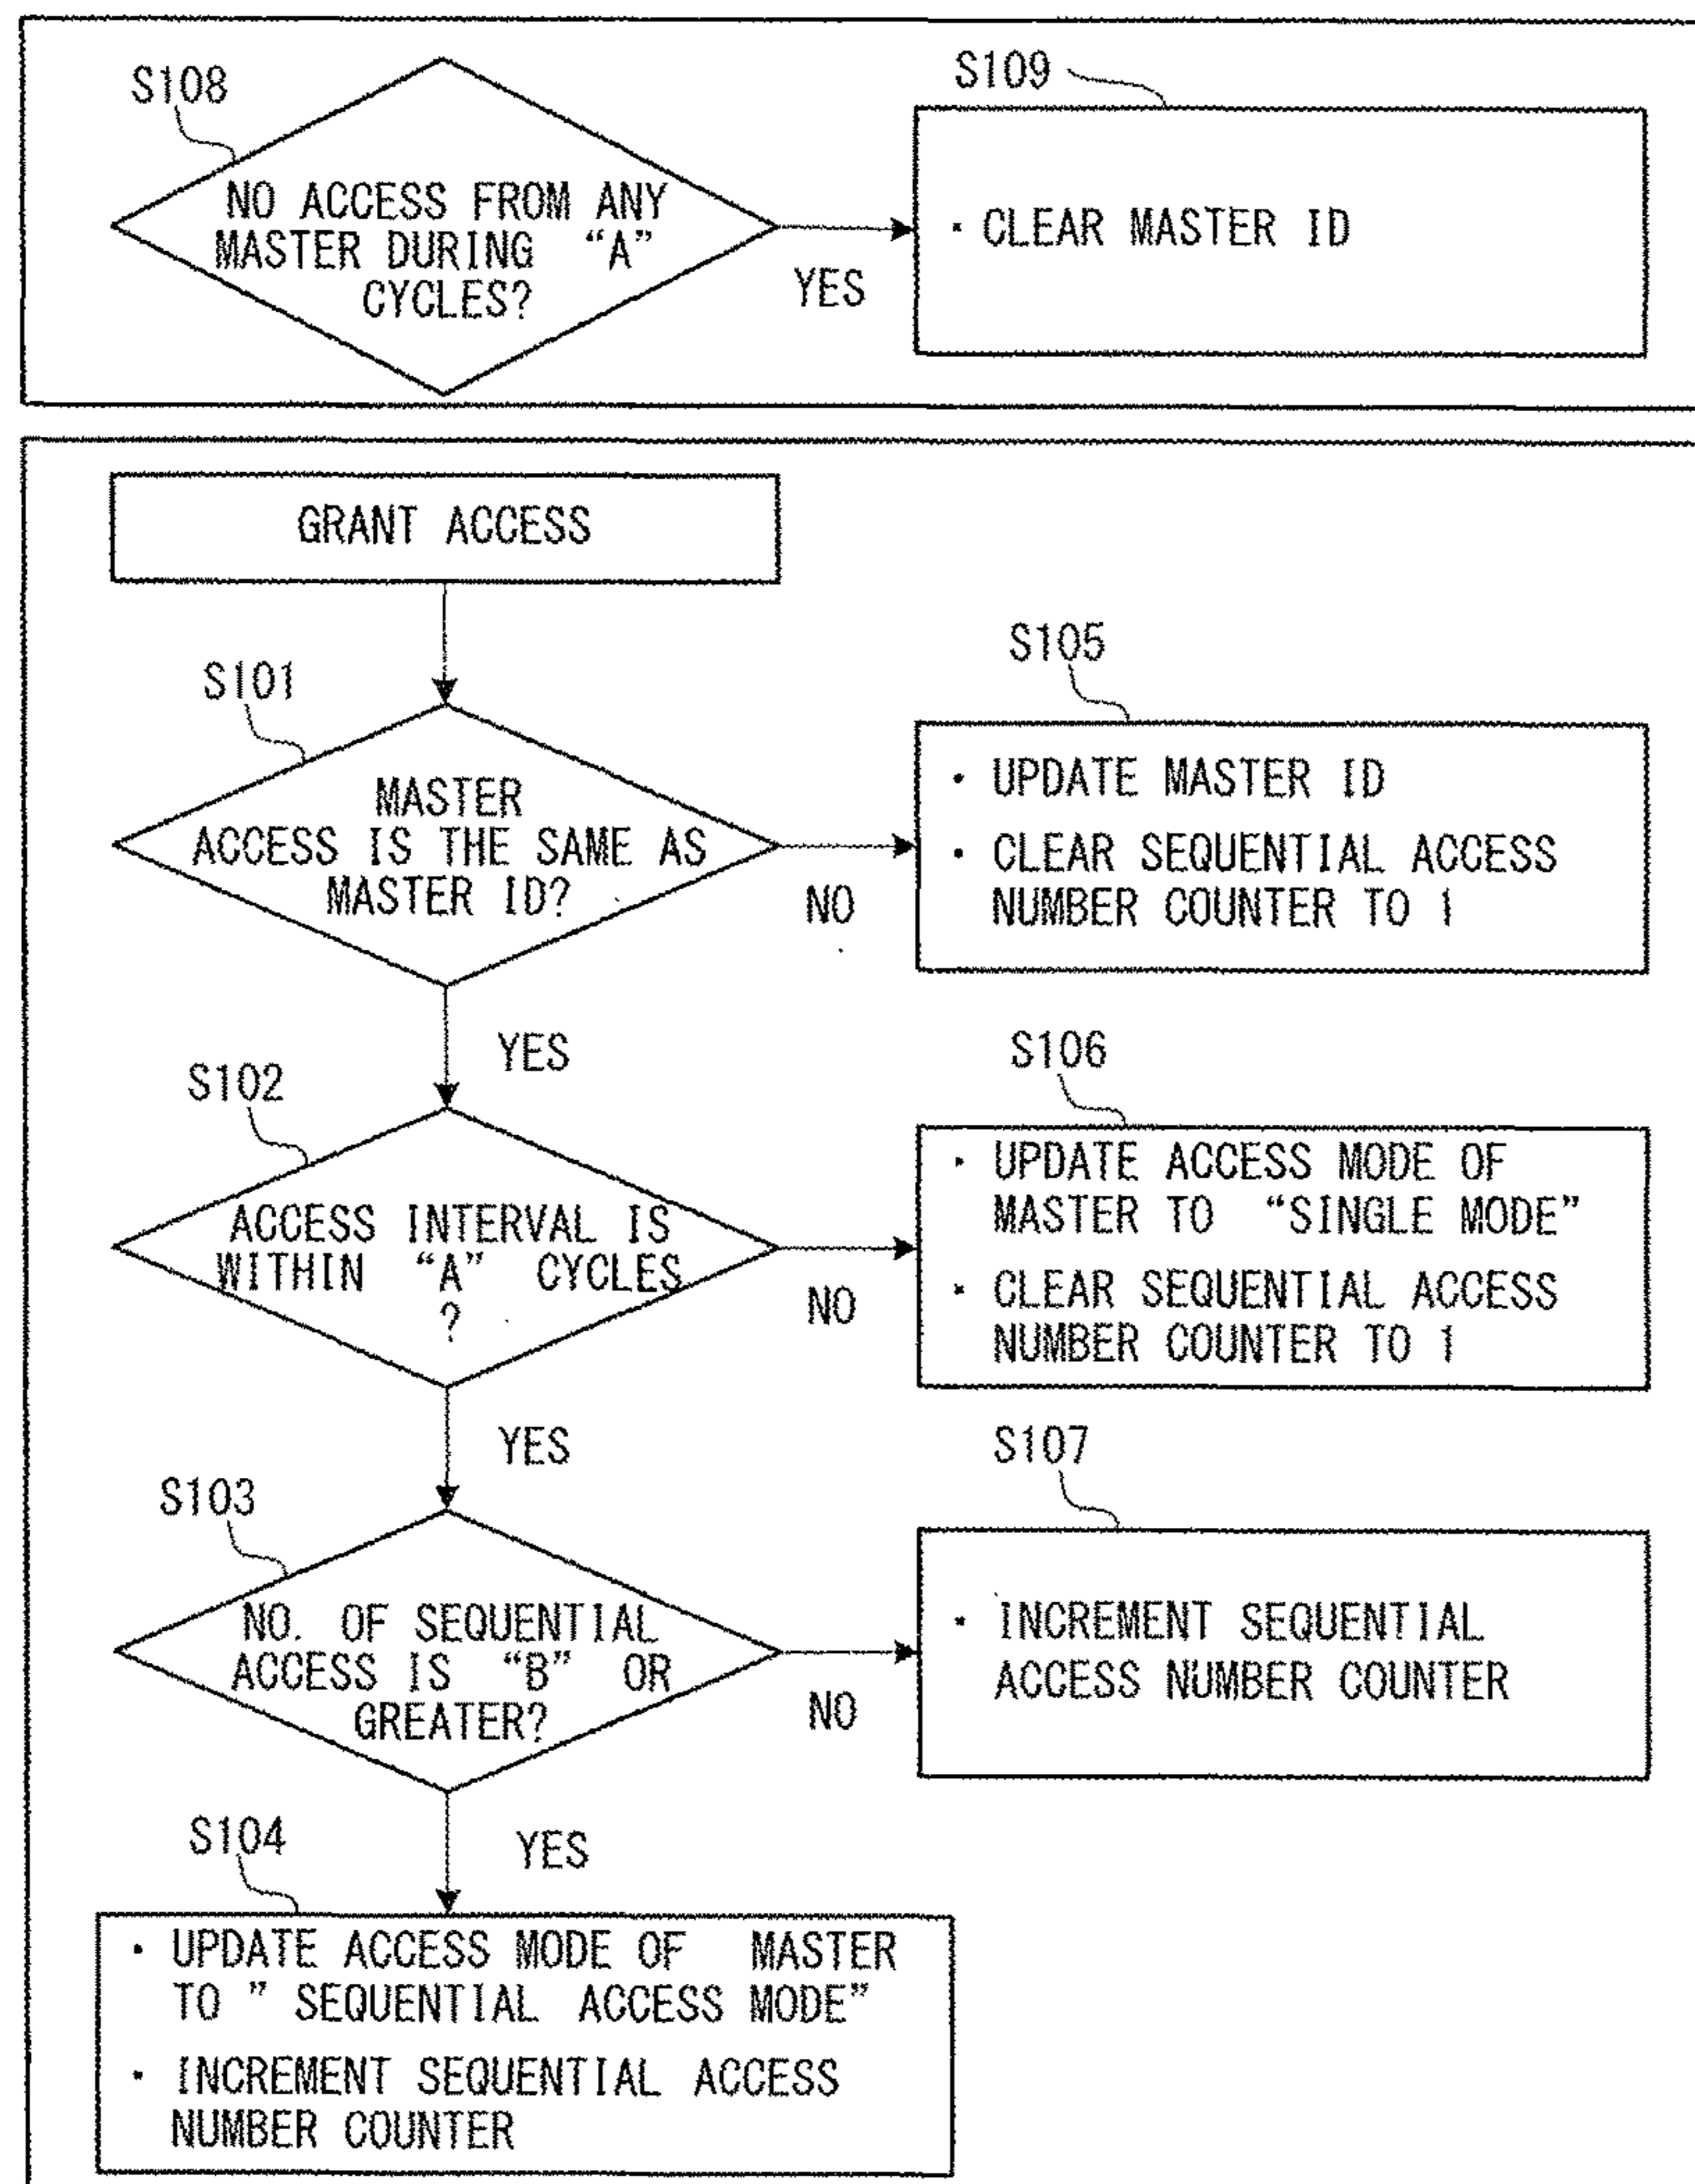 S108
NO ACCESS FROM ANY
MASTER DURING “A”
CYCLES?
YES
S109
· CLEAR MASTER ID
GRANT ACCESS
S101
MASTER
ACCESS IS THE SAME AS
MASTER ID?
NO
YES
S105
· UPDATE MASTER ID
· CLEAR SEQUENTIAL ACCESS
NUMBER COUNTER TO 1
S102
ACCESS INTERVAL IS
WITHIN “A” CYCLES
?
NO
YES
S106
· UPDATE ACCESS MODE OF
MASTER TO “SINGLE MODE”
· CLEAR SEQUENTIAL ACCESS
NUMBER COUNTER TO 1
S103
NO. OF SEQUENTIAL
ACCESS IS “B” OR
GREATER?
NO
YES
S107
· INCREMENT SEQUENTIAL
ACCESS NUMBER COUNTER
S104
· UPDATE ACCESS MODE OF MASTER
TO ” SEQUENTIAL ACCESS MODE”
· INCREMENT SEQUENTIAL ACCESS
NUMBER COUNTER